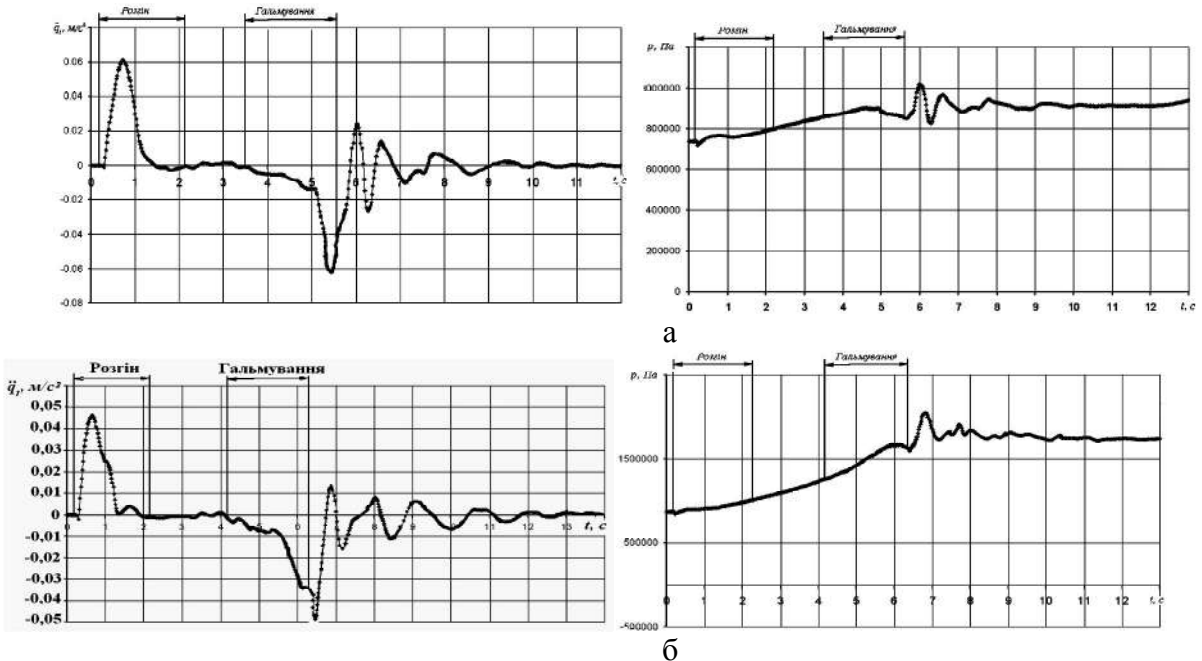 Розгін Гальмування
q̈₁, м/с²
0.06
0.04
0.02
0
-0.02
-0.04
-0.06
-0.08
0 1 2 3 4 5 6 7 8 9 10 11 t, с
Розгін Гальмування
p, Па
800000
600000
400000
200000
0
0 1 2 3 4 5 6 7 8 9 10 11 12 t, с
а
Розгін Гальмування
q̈₁, м/с²
0,05
0,04
0,03
0,02
0,01
0
-0,01
-0,02
-0,03
-0,04
-0,05
0 2 3 4 5 6 8 9 10 11 12 13 t, с
Розгін Гальмування
p, Па
1500000
500000
-500000
0 1 2 3 4 5 6 7 8 9 10 11 12 t, с
б